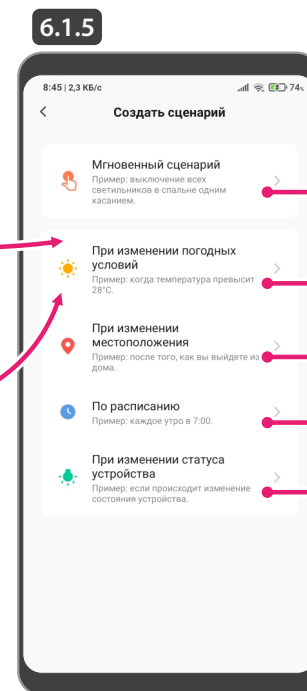 6.1.5
8:45 | 2,3 КБ/с
74%
Создать сценарий
Мгновенный сценарий
Пример: выключение всех
светильников в спальне одним
касанием.
При изменении погодных
условий
Пример: когда температура превысит
28°C.
При изменении
местоположения
Пример: после того, как вы выйдете из
дома.
По расписанию
Пример: каждое утро в 7:00.
При изменении статуса
устройства
Пример: если происходит изменение
состояния устройства.